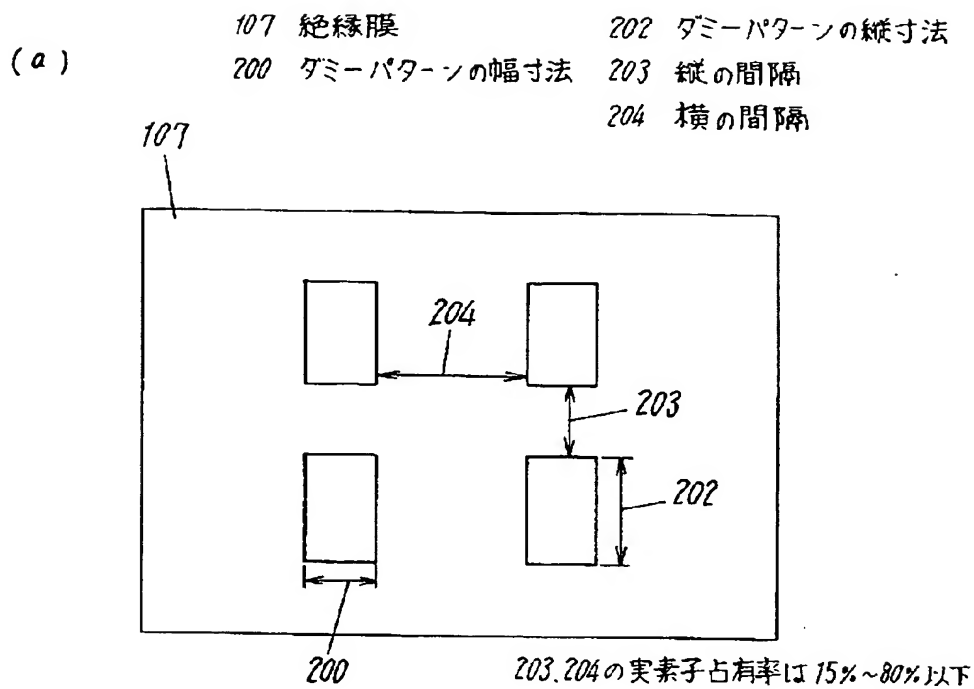 (a)
107 絶縁膜
200 ダミーパターンの幅寸法
202 ダミーパターンの縦寸法
203 縦の間隔
204 横の間隔
107
204
203
202
200
203,204の実素子占有率は15%~80%以下